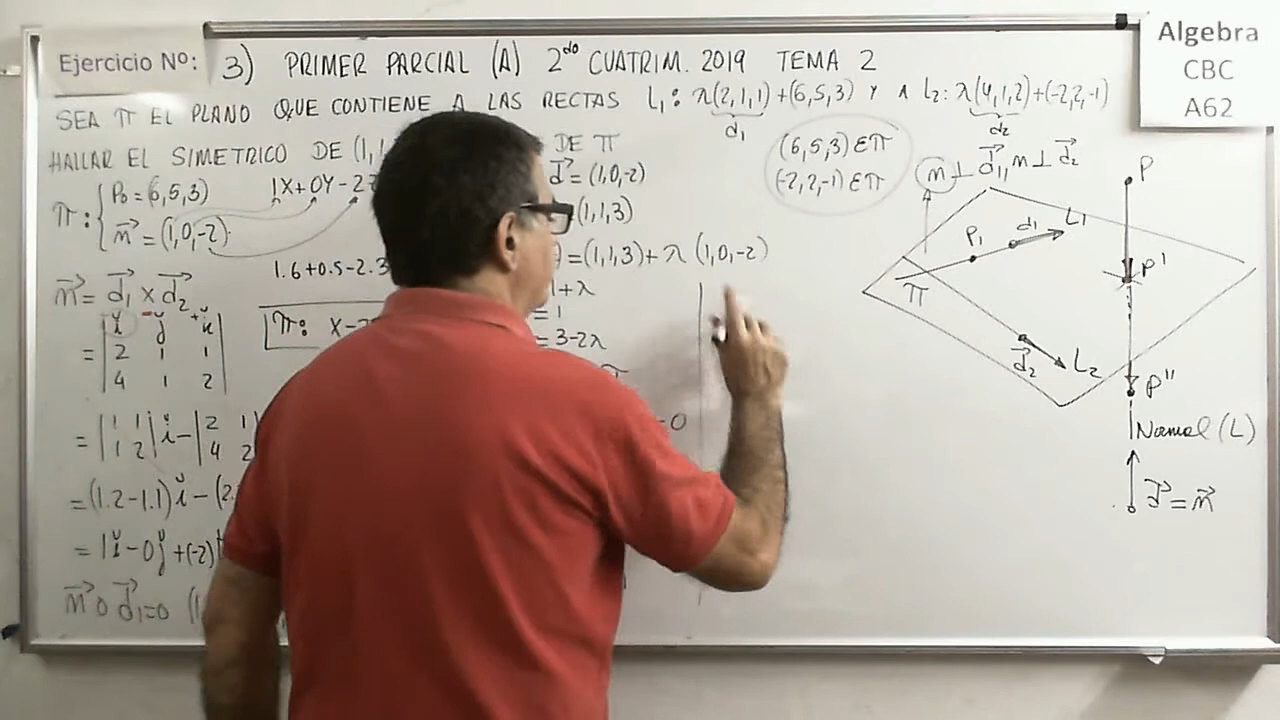 Ejercicio Nº:
3) PRIMER PARCIAL (A) 2do CUATRIM. 2019 TEMA 2
Algebra
CBC
A62
SEA π EL PLANO QUE CONTIENE A LAS RECTAS L1: λ(2,1,1)+(6,5,3) Y A L2: λ(4,1,2)+(-2,2,-1)
d1
d2
HALLAR EL SIMETRICO DE (1,1 DE π
π: { P0 = (6,5,3)
n = (1,0,-2)
1X+0Y-2
1.6+0.5-2.3
π: X-2
n = d1 x d2
= | i -j +k |
2 1 1
4 1 2
= |1 1; 1 2| i - |2 1; 4 2
= (1.2-1.1) i - (2.
= 1i - 0j + (-2)
n o d1=0 (1,
d = (1,0,-2)
=(1,1,3)
) = (1,1,3) + λ (1,0,-2)
1+λ
= 1
= 3-2λ
-0
(6,5,3) ∈ π
(-2,2,-1) ∈ π
n ⊥ d1, n ⊥ d2
P
P1
d1
L1
P'
π
d2
L2
P''
Normal (L)
d = n